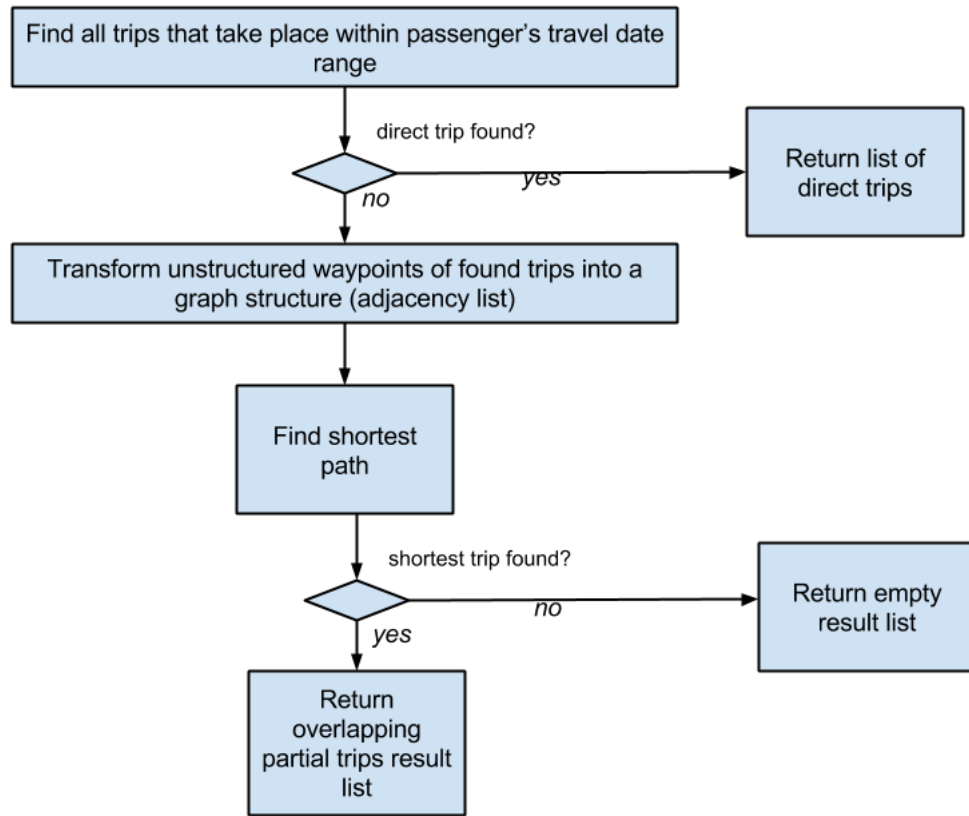 Find all trips that take place within passenger's travel date
range
direct trip found?
yes
Return list of
direct trips
no
Transform unstructured waypoints of found trips into a
graph structure (adjacency list)
Find shortest
path
shortest trip found?
no
Return empty
result list
yes
Return
overlapping
partial trips result
list